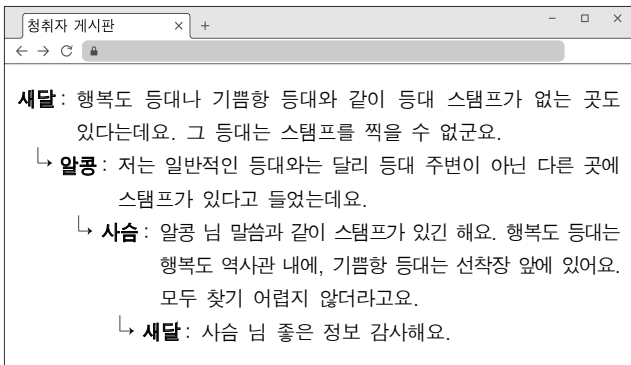 청취자 게시판
새달 : 행복도 등대나 기쁨항 등대와 같이 등대 스탬프가 없는 곳도
있다는데요. 그 등대는 스탬프를 찍을 수 없군요.
알콩 : 저는 일반적인 등대와는 달리 등대 주변이 아닌 다른 곳에
스탬프가 있다고 들었는데요.
사슴 : 알콩 님 말씀과 같이 스탬프가 있긴 해요. 행복도 등대는
행복도 역사관 내에, 기쁨항 등대는 선착장 앞에 있어요.
모두 찾기 어렵지 않더라고요.
새달 : 사슴 님 좋은 정보 감사해요.